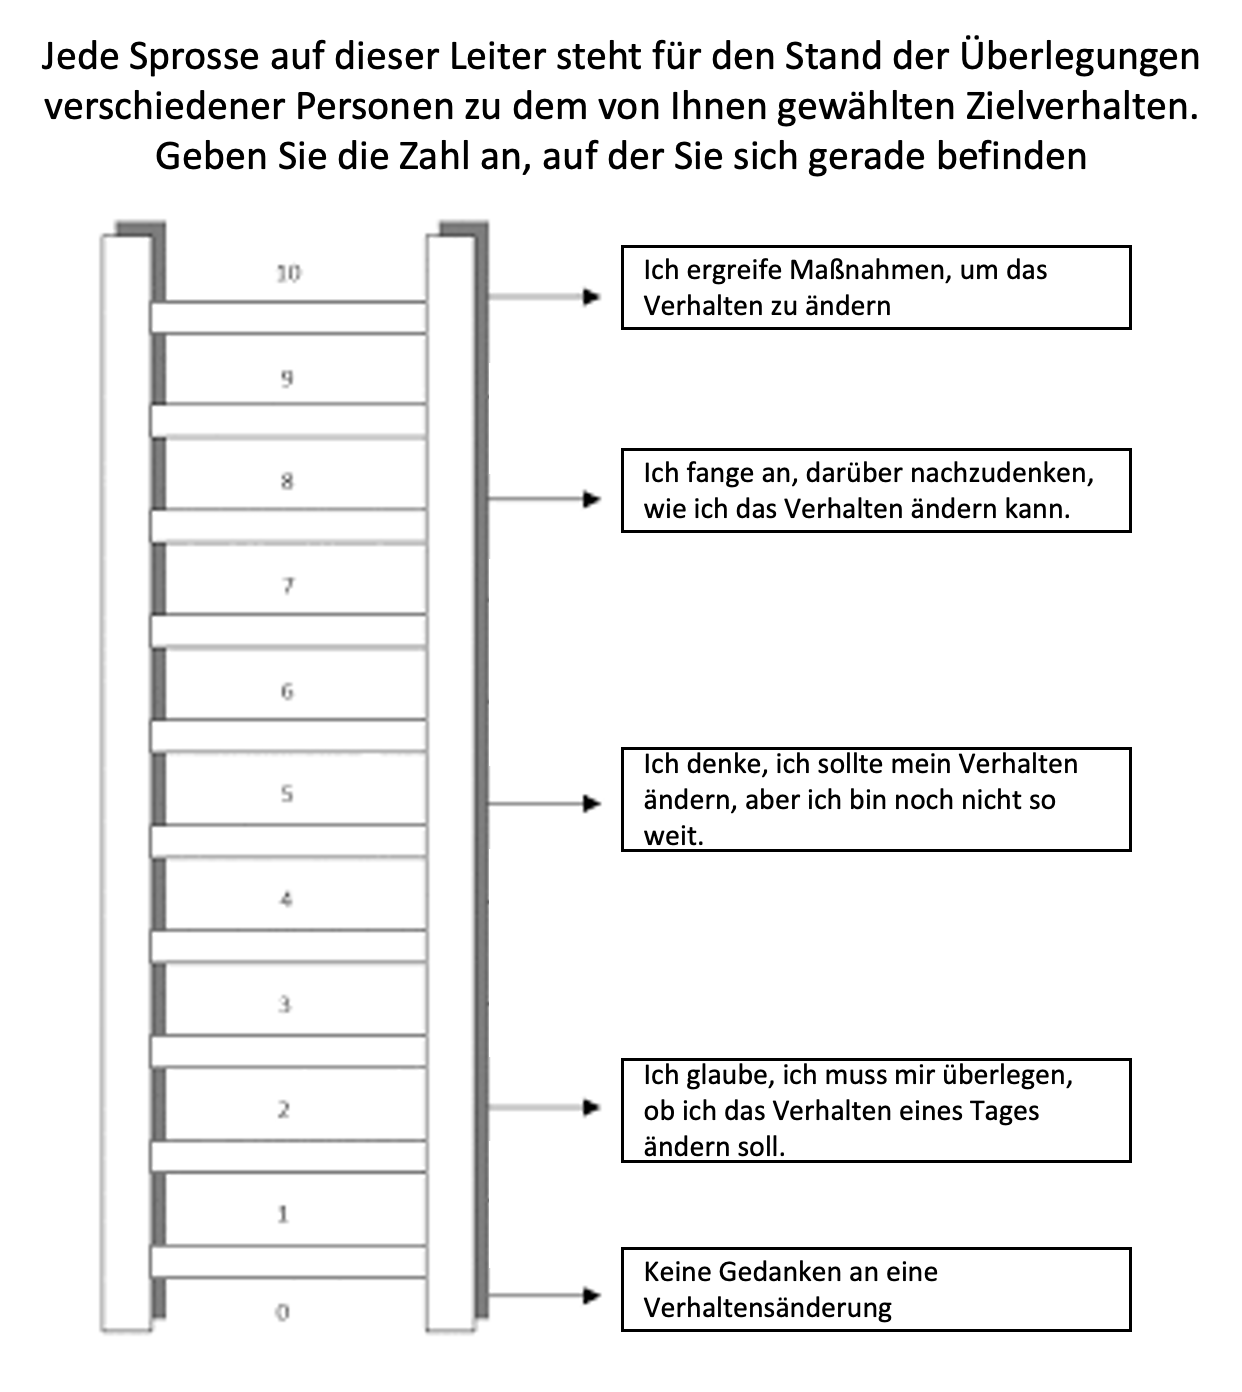 Jede Sprosse auf dieser Leiter steht für den Stand der Überlegungen
verschiedener Personen zu dem von Ihnen gewählten Zielverhalten.
Geben Sie die Zahl an, auf der Sie sich gerade befinden
10
Ich ergreife Maßnahmen, um das
Verhalten zu ändern
9
8
Ich fange an, darüber nachzudenken,
wie ich das Verhalten ändern kann.
7
6
5
Ich denke, ich sollte mein Verhalten
ändern, aber ich bin noch nicht so
weit.
4
3
2
Ich glaube, ich muss mir überlegen,
ob ich das Verhalten eines Tages
ändern soll.
1
0
Keine Gedanken an eine
Verhaltensänderung